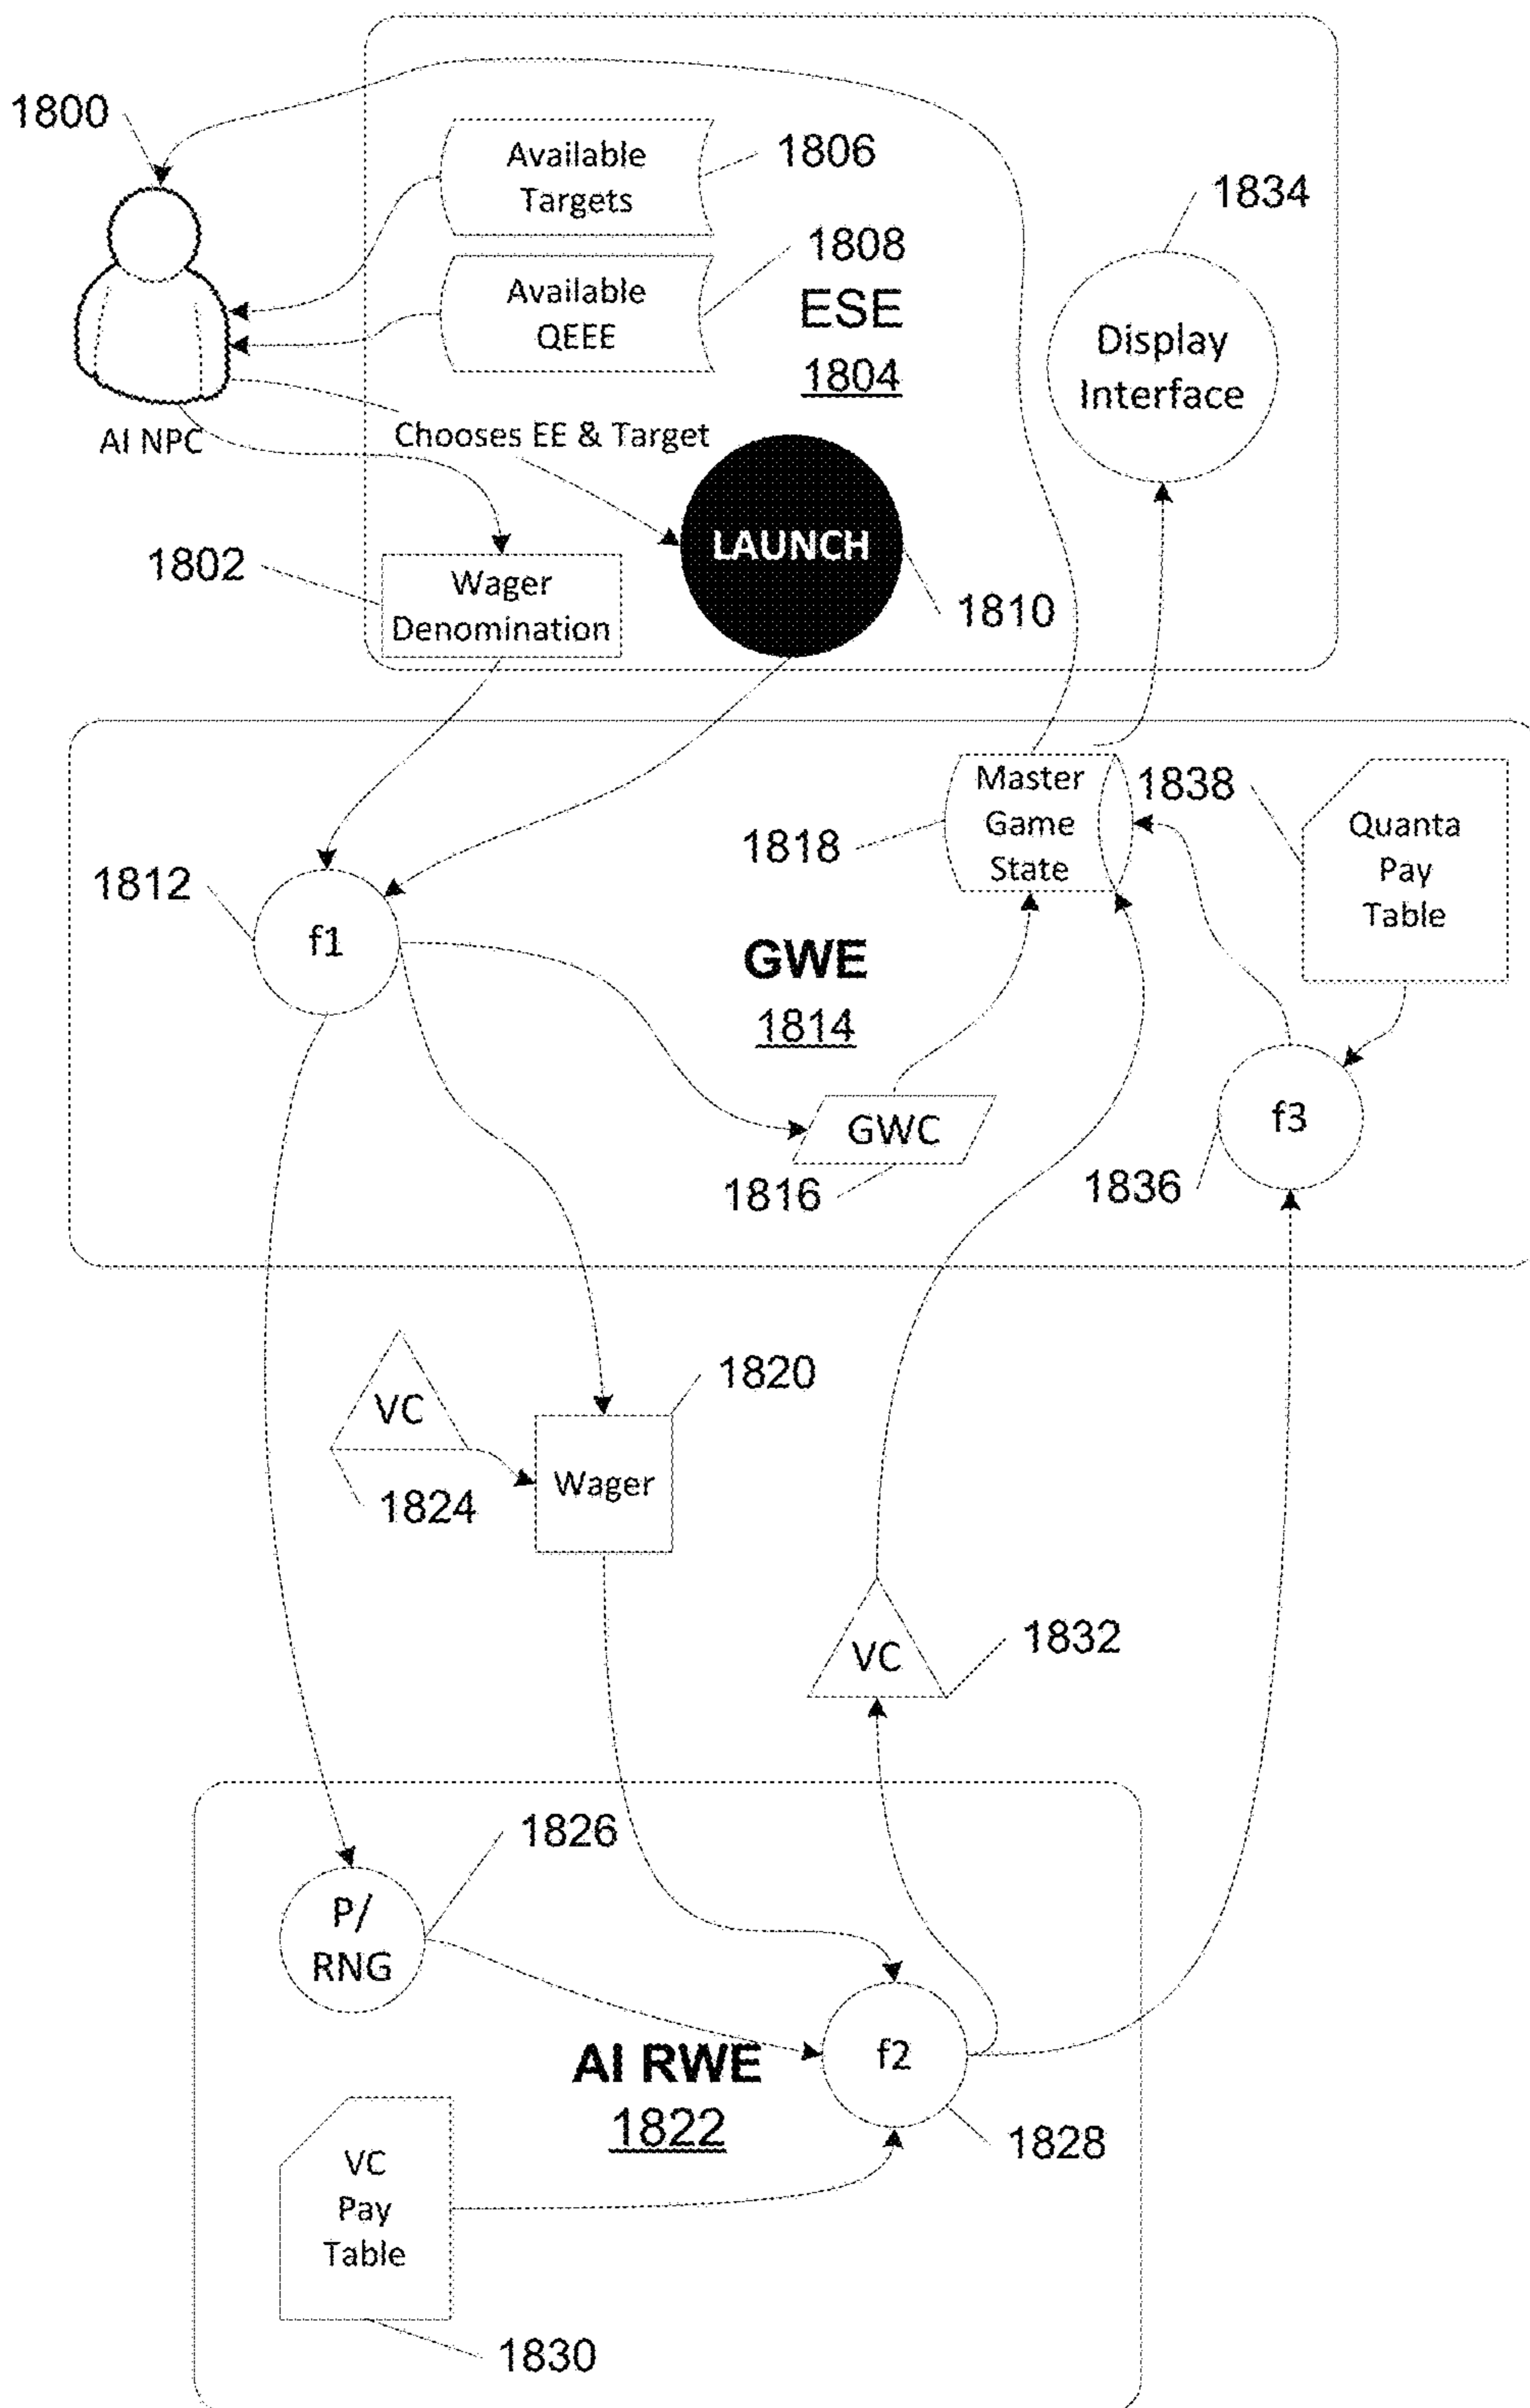 1800
Available
Targets
1806
1834
1808
Available
QEEE
ESE
1804
Display
Interface
AI NPC
Chooses EE & Target
LAUNCH
1802
Wager
Denomination
1810
Master
Game
State
1838
Quanta
Pay
Table
1818
1812
f1
GWE
1814
GWC
1816
f3
1836
VC
1824
1820
Wager
VC
1832
1826
P/
RNG
AI RWE
1822
f2
1828
VC
Pay
Table
1830